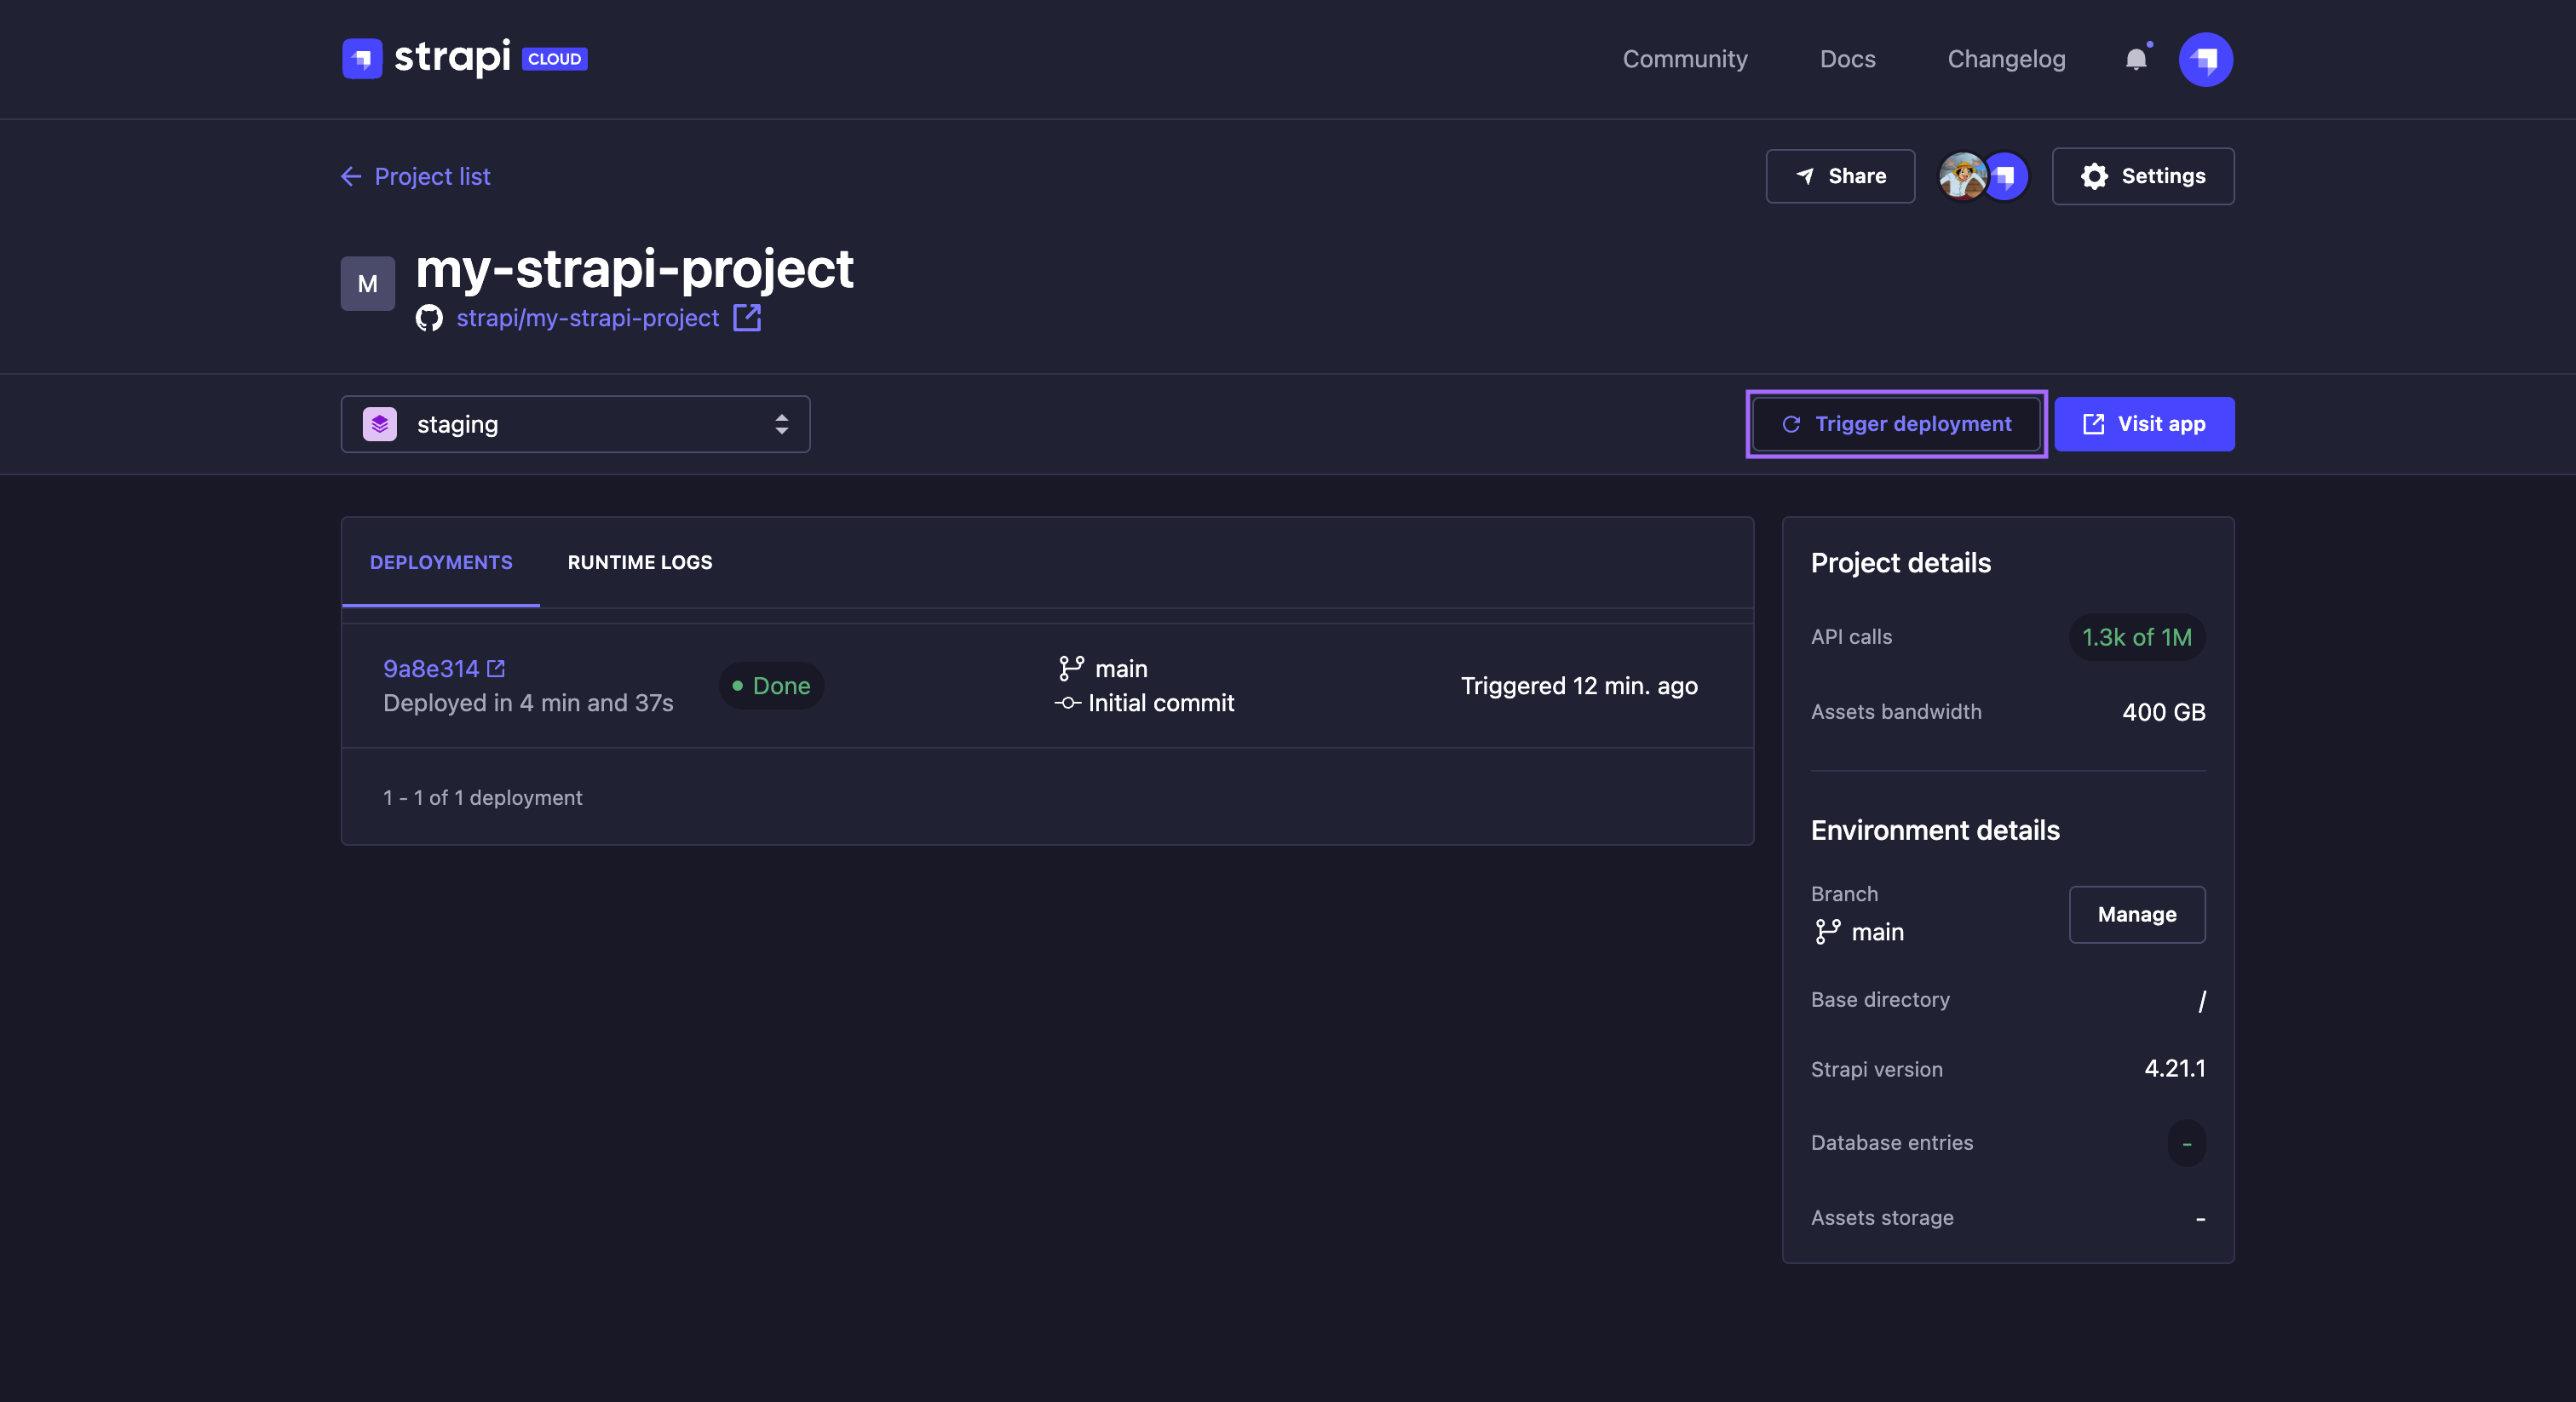 strapi CLOUD
Community Docs Changelog
Project list
Share
Settings
M
my-strapi-project
strapi/my-strapi-project
staging
Trigger deployment
Visit app
DEPLOYMENTS RUNTIME LOGS
9a8e314
Deployed in 4 min and 37s
Done
main
Initial commit
Triggered 12 min. ago
1 - 1 of 1 deployment
Project details
API calls 1.3k of 1M
Assets bandwidth 400 GB
Environment details
Branch
main
Manage
Base directory /
Strapi version 4.21.1
Database entries -
Assets storage -